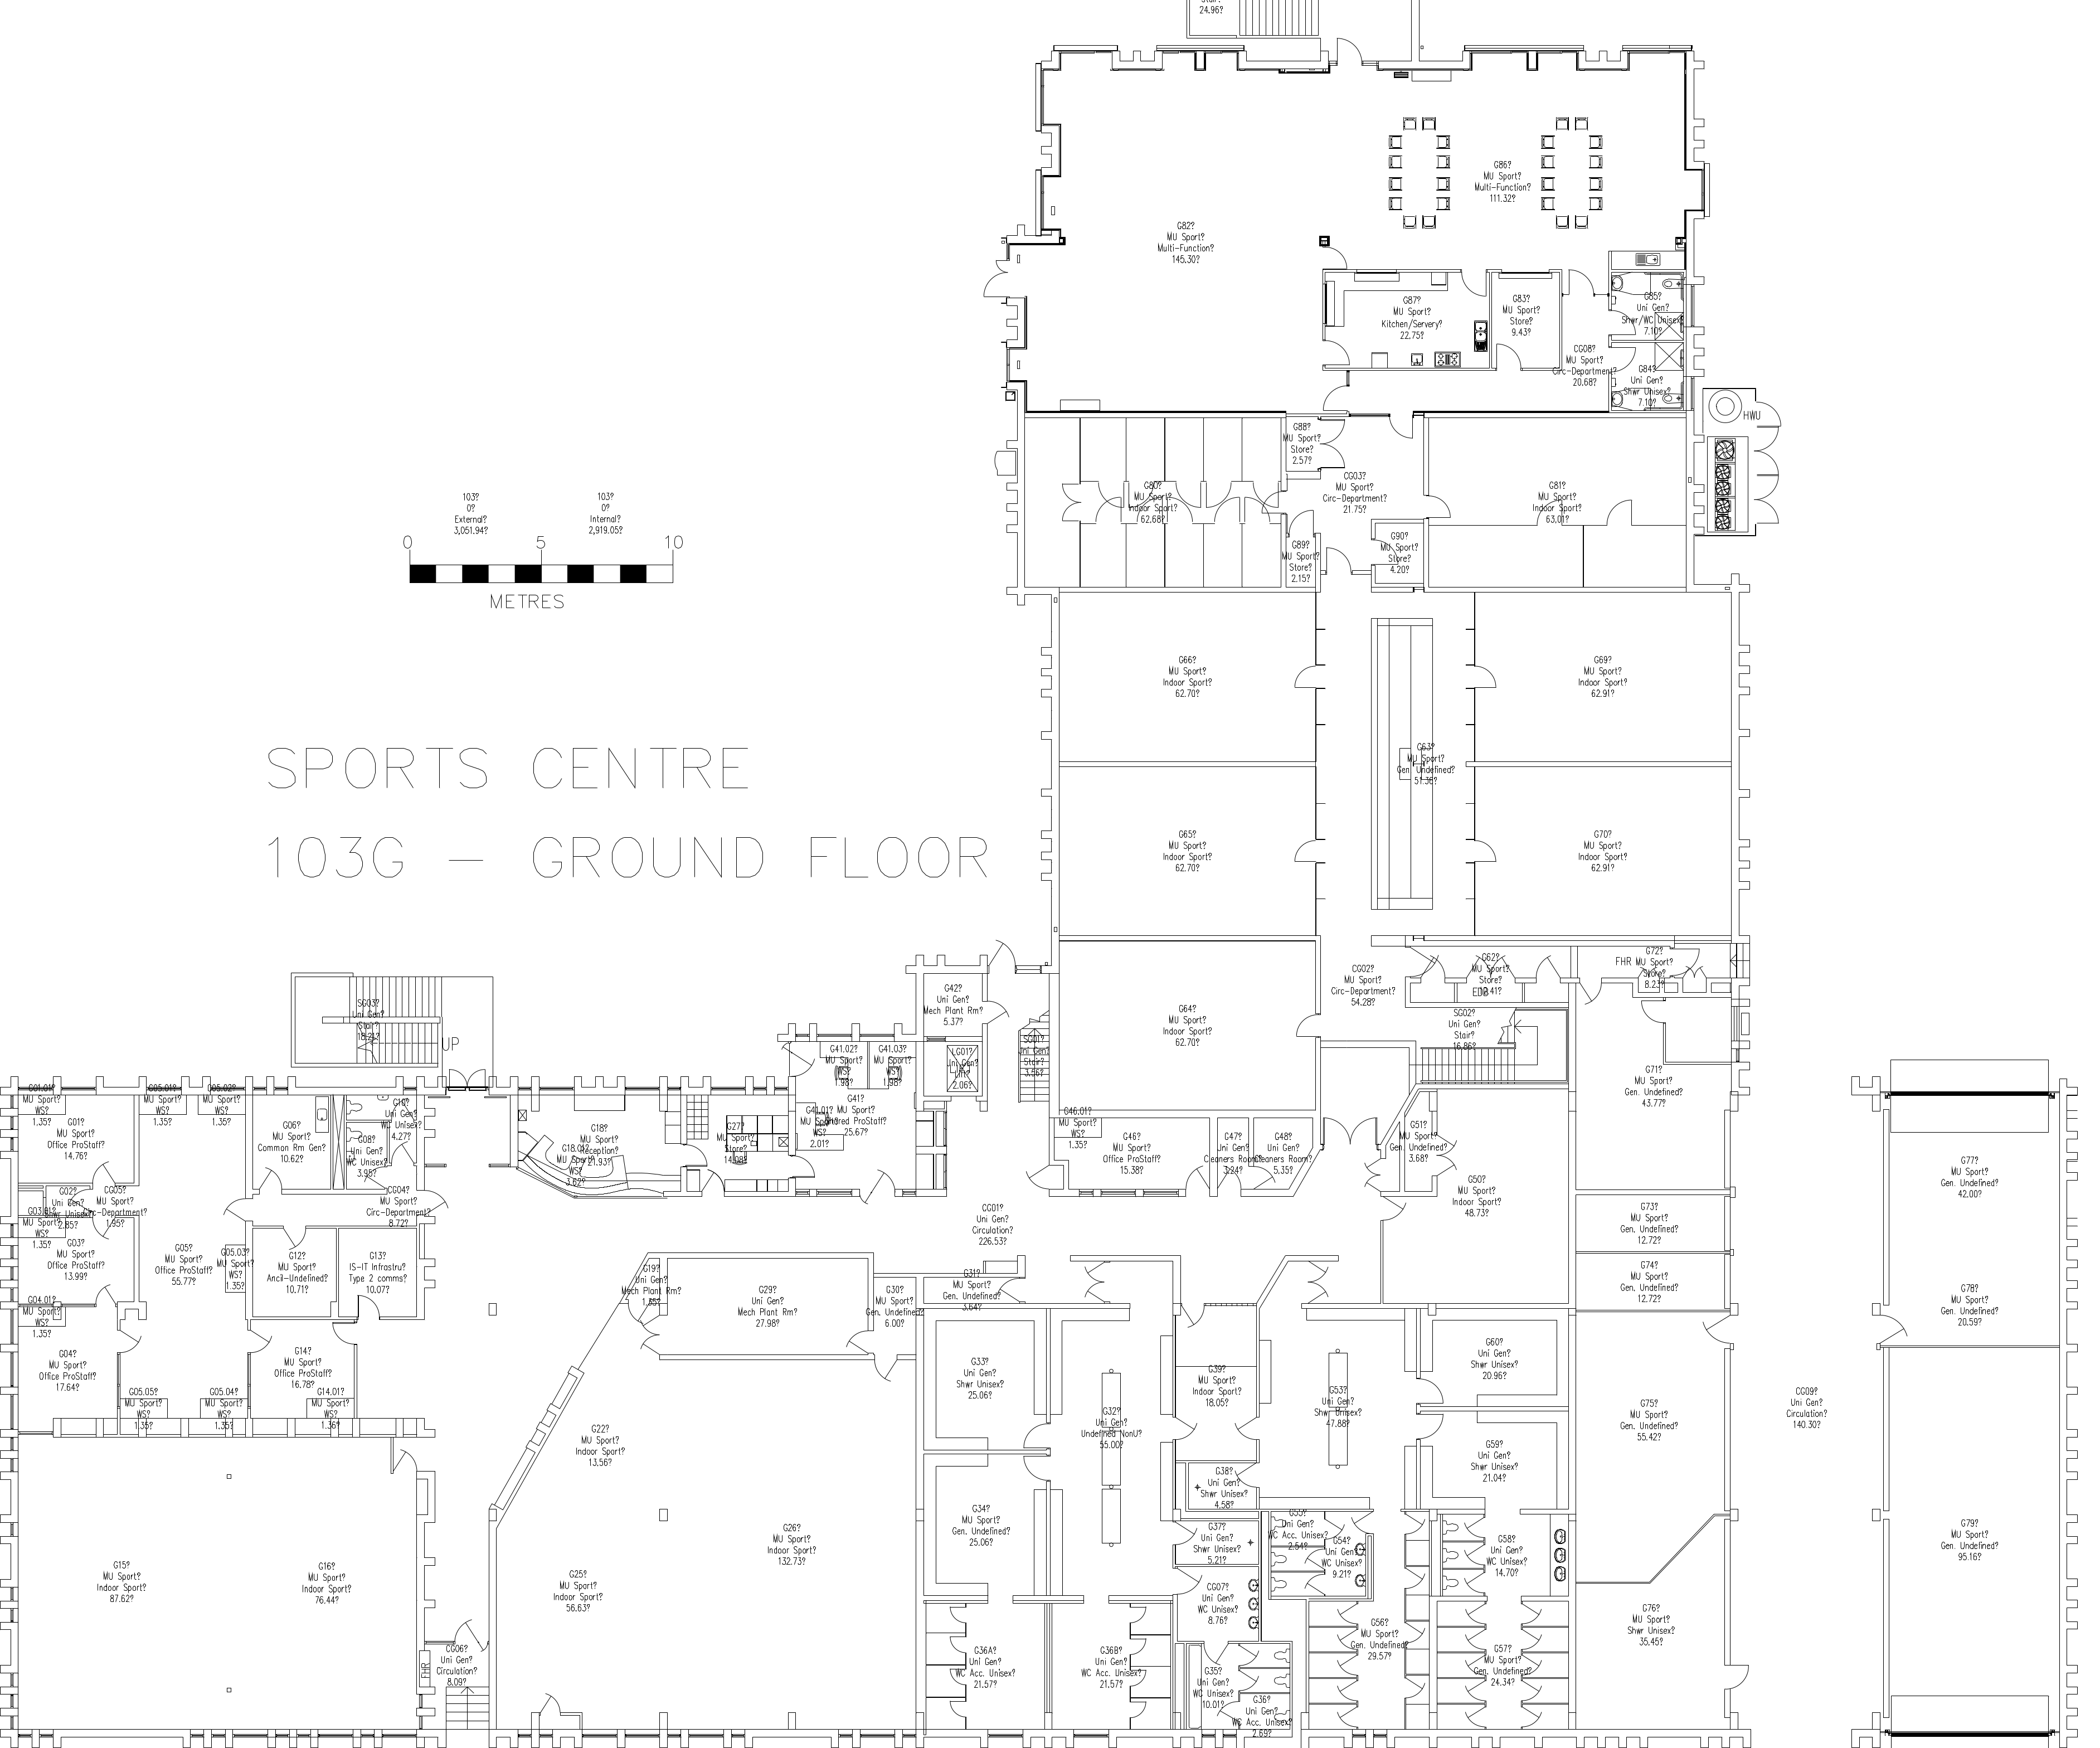 24.96?
G86?
MU Sport?
Multi-Function?
111.32?
G82?
MU Sport?
Multi-Function?
145.30?
G87?
MU Sport?
Kitchen/Servery?
22.75?
G83?
MU Sport?
Store?
9.43?
G85?
Uni Gen?
Shwr/WC Unisex?
7.10?
CG08?
MU Sport?
Circ-Department?
20.68?
G84?
Uni Gen?
Shwr Unisex?
7.10?
HWU
G88?
MU Sport?
Store?
2.57?
CG03?
MU Sport?
Circ-Department?
21.75?
G80?
MU Sport?
Indoor Sport?
62.68?
G81?
MU Sport?
Indoor Sport?
63.01?
G89?
MU Sport?
Store?
2.15?
G90?
MU Sport?
Store?
4.20?
103?
0?
External?
3,051.94?
103?
0?
Internal?
2,919.05?
0 5 10
METRES
G66?
MU Sport?
Indoor Sport?
62.70?
G69?
MU Sport?
Indoor Sport?
62.91?
G63?
MU Sport?
Gen. Undefined?
51.36?
SPORTS CENTRE
103G - GROUND FLOOR
G65?
MU Sport?
Indoor Sport?
62.70?
G70?
MU Sport?
Indoor Sport?
62.91?
CG02?
MU Sport?
Circ-Department?
54.28?
G62?
MU Sport?
Store?
EDB
G72?
FHR MU Sport?
Store?
8.23?
G64?
MU Sport?
Indoor Sport?
62.70?
SG02?
Uni Gen?
Stair?
16.86?
G71?
MU Sport?
Gen. Undefined?
43.77?
G42?
Uni Gen?
Mech Plant Rm?
5.37?
LG01?
Uni Gen?
Lift?
2.06?
SG01?
Uni Gen?
Stair?
3.56?
SG03?
Uni Gen?
Stair?
18.21?
UP
G41.02?
MU Sport?
WS?
1.98?
G41.03?
MU Sport?
WS?
1.98?
G41.01?
MU Sport?
WS?
2.01?
G41?
MU Sport?
Shared ProStaff?
25.67?
G01.01?
MU Sport?
WS?
1.35?
G05.01?
MU Sport?
WS?
1.35?
G05.02?
MU Sport?
WS?
1.35?
G01?
MU Sport?
Office ProStaff?
14.76?
G06?
MU Sport?
Common Rm Gen?
10.62?
G10?
Uni Gen?
WC Unisex?
4.27?
G08?
Uni Gen?
WC Unisex?
3.95?
G18?
MU Sport?
Reception?
21.93?
G18.01?
MU Sport?
WS?
3.62?
G27?
MU Sport?
Store?
14.08?
G46.01?
MU Sport?
WS?
1.35?
G46?
MU Sport?
Office ProStaff?
15.38?
G47?
Uni Gen?
Cleaners Room?
3.24?
G48?
Uni Gen?
Cleaners Room?
5.35?
G51?
MU Sport?
Gen. Undefined?
3.68?
G50?
MU Sport?
Indoor Sport?
48.73?
G02?
Uni Gen?
Shwr Unisex?
2.85?
CG05?
MU Sport?
Circ-Department?
1.95?
CG04?
MU Sport?
Circ-Department?
8.72?
G03.01?
MU Sport?
WS?
1.35?
G03?
MU Sport?
Office ProStaff?
13.99?
G05?
MU Sport?
Office ProStaff?
55.77?
G05.03?
MU Sport?
WS?
1.35?
G12?
MU Sport?
Ancil-Undefined?
10.71?
G13?
IS-IT Infrastru?
Type 2 comms?
10.07?
CG01?
Uni Gen?
Circulation?
226.53?
G19?
Uni Gen?
Mech Plant Rm?
1.35?
G29?
Uni Gen?
Mech Plant Rm?
27.98?
G30?
MU Sport?
Gen. Undefined?
6.00?
G31?
MU Sport?
Gen. Undefined?
3.64?
G73?
MU Sport?
Gen. Undefined?
12.72?
G74?
MU Sport?
Gen. Undefined?
12.72?
G77?
MU Sport?
Gen. Undefined?
42.00?
G78?
MU Sport?
Gen. Undefined?
20.59?
G04.01?
MU Sport?
WS?
1.35?
G04?
MU Sport?
Office ProStaff?
17.64?
G14?
MU Sport?
Office ProStaff?
16.78?
G05.05?
MU Sport?
WS?
1.35?
G05.04?
MU Sport?
WS?
1.35?
G14.01?
MU Sport?
WS?
1.36?
G22?
MU Sport?
Indoor Sport?
13.56?
G33?
Uni Gen?
Shwr Unisex?
25.06?
G32?
Uni Gen?
Undefined NonU?
55.00?
G39?
MU Sport?
Indoor Sport?
18.05?
G53?
Uni Gen?
Shwr Unisex?
47.88?
G60?
Uni Gen?
Shwr Unisex?
20.96?
G59?
Uni Gen?
Shwr Unisex?
21.04?
G75?
MU Sport?
Gen. Undefined?
55.42?
CG09?
Uni Gen?
Circulation?
140.30?
G38?
Uni Gen?
Shwr Unisex?
4.58?
G34?
MU Sport?
Gen. Undefined?
25.06?
G37?
Uni Gen?
Shwr Unisex?
5.21?
G55?
Uni Gen?
WC Acc. Unisex?
2.54?
G54?
Uni Gen?
WC Unisex?
9.21?
G58?
Uni Gen?
WC Unisex?
14.70?
G79?
MU Sport?
Gen. Undefined?
95.16?
G15?
MU Sport?
Indoor Sport?
87.62?
G16?
MU Sport?
Indoor Sport?
76.44?
G26?
MU Sport?
Indoor Sport?
132.73?
G25?
MU Sport?
Indoor Sport?
56.63?
CG07?
Uni Gen?
WC Unisex?
8.76?
G76?
MU Sport?
Shwr Unisex?
35.45?
CG06?
Uni Gen?
Circulation?
8.09?
FHR
G36A?
Uni Gen?
WC Acc. Unisex?
21.57?
G36B?
Uni Gen?
WC Acc. Unisex?
21.57?
G35?
Uni Gen?
WC Unisex?
10.01?
G36?
Uni Gen?
WC Acc. Unisex?
2.69?
G56?
MU Sport?
Gen. Undefined?
29.57?
G57?
MU Sport?
Gen. Undefined?
24.34?